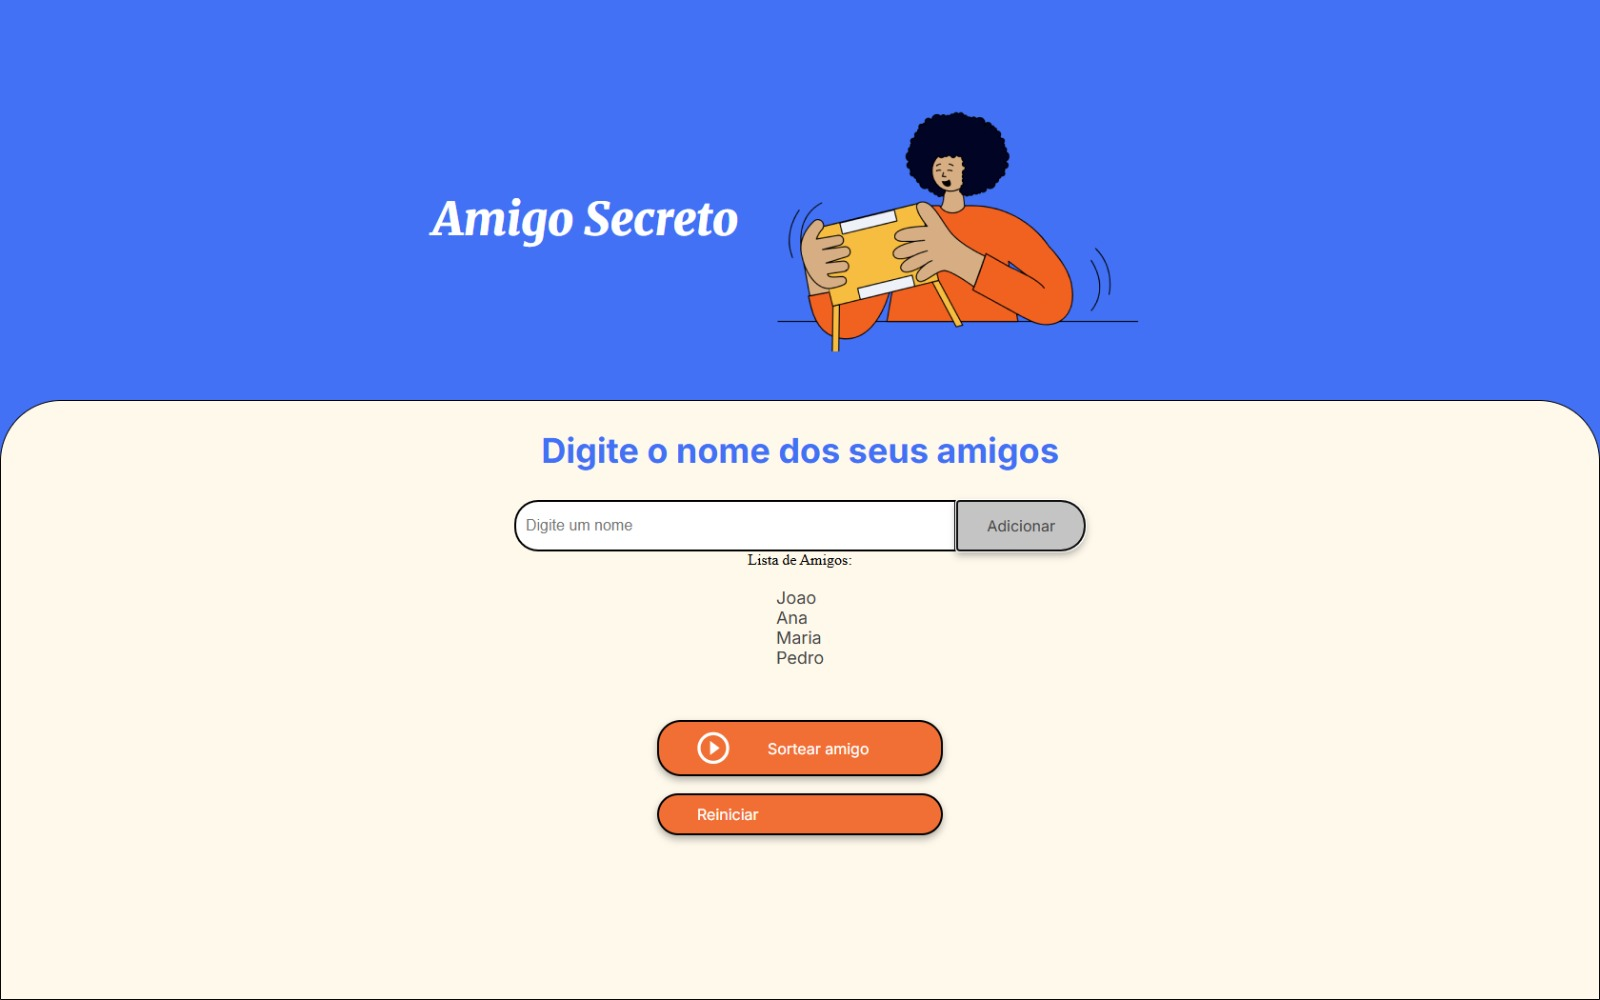 Amigo Secreto
Digite o nome dos seus amigos
Digite um nome
Adicionar
Lista de Amigos:
Joao
Ana
Maria
Pedro
Sortear amigo
Reiniciar